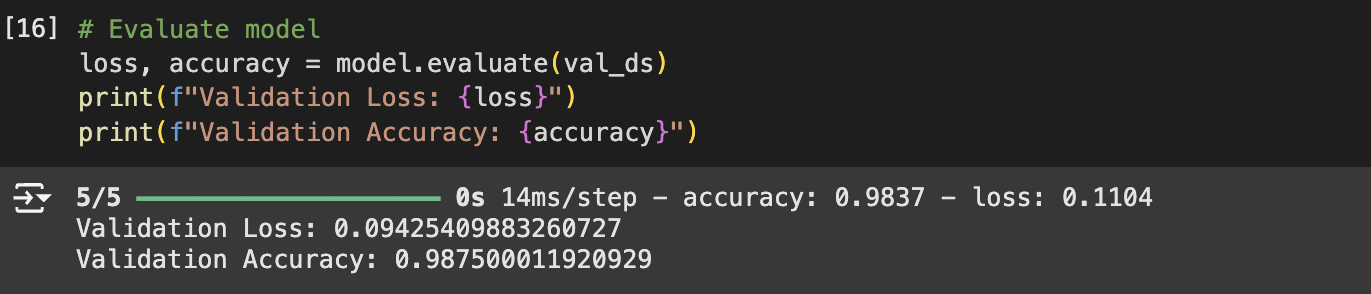 [16] # Evaluate model
loss, accuracy = model.evaluate(val_ds)
print(f"Validation Loss: {loss}")
print(f"Validation Accuracy: {accuracy}")
5/5 0s 14ms/step - accuracy: 0.9837 - loss: 0.1104
Validation Loss: 0.09425409883260727
Validation Accuracy: 0.987500011920929